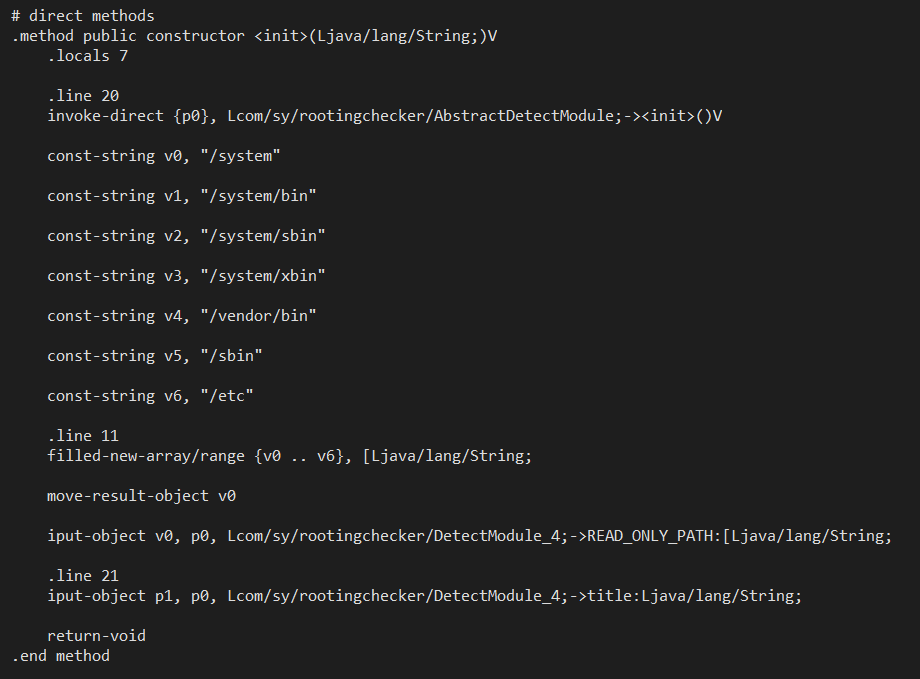 # direct methods
.method public constructor <init>(Ljava/lang/String;)V
.locals 7
.line 20
invoke-direct {p0}, Lcom/sy/rootingchecker/AbstractDetectModule;-><init>()V
const-string v0, "/system"
const-string v1, "/system/bin"
const-string v2, "/system/sbin"
const-string v3, "/system/xbin"
const-string v4, "/vendor/bin"
const-string v5, "/sbin"
const-string v6, "/etc"
.line 11
filled-new-array/range {v0 .. v6}, [Ljava/lang/String;
move-result-object v0
iput-object v0, p0, Lcom/sy/rootingchecker/DetectModule_4;->READ_ONLY_PATH:[Ljava/lang/String;
.line 21
iput-object p1, p0, Lcom/sy/rootingchecker/DetectModule_4;->title:Ljava/lang/String;
return-void
.end method